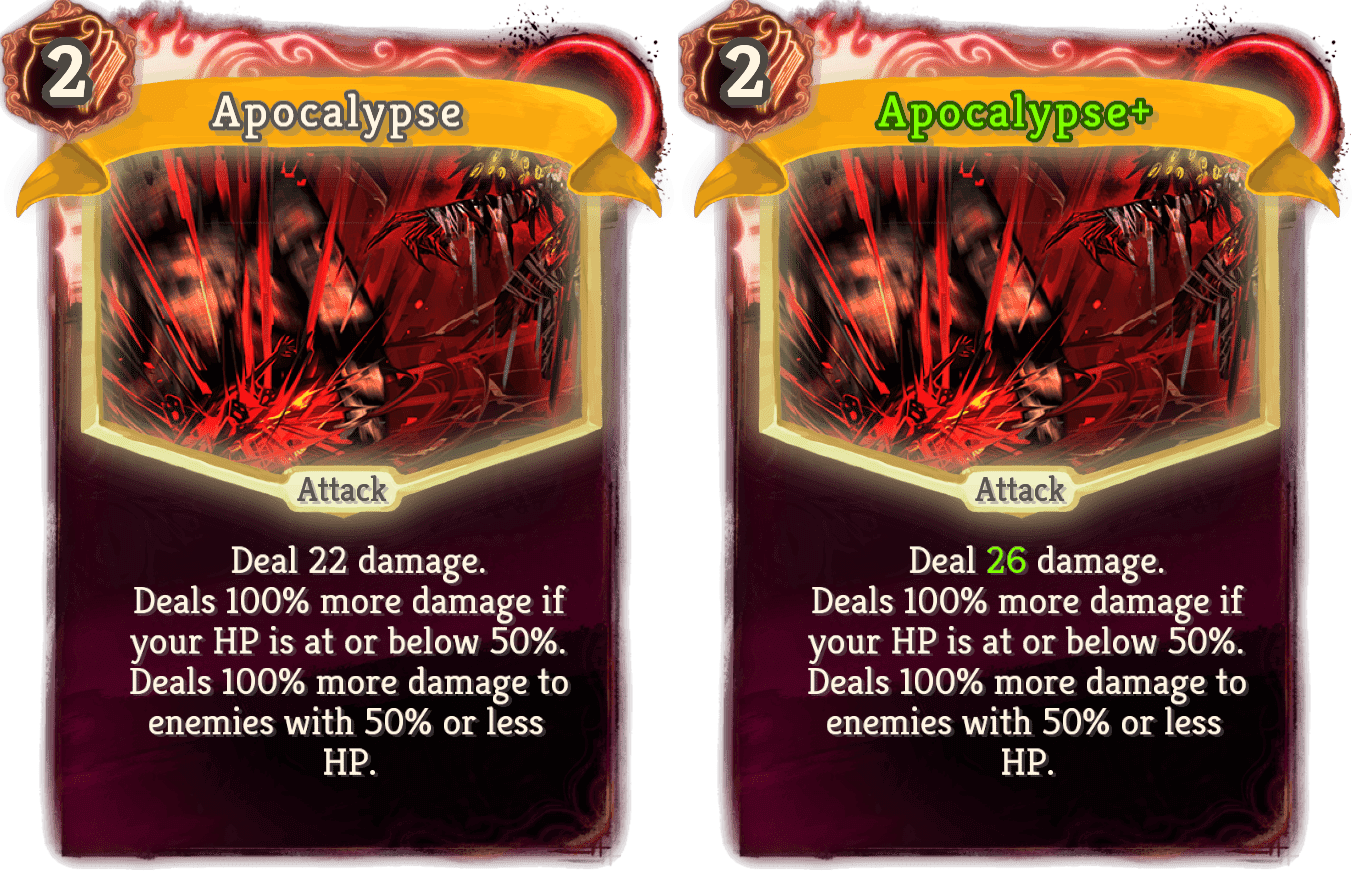 2
Apocalypse
Attack
Deal 22 damage.
Deals 100% more damage if
your HP is at or below 50%.
Deals 100% more damage to
enemies with 50% or less
HP.
2
Apocalypse+
Attack
Deal 26 damage.
Deals 100% more damage if
your HP is at or below 50%.
Deals 100% more damage to
enemies with 50% or less
HP.